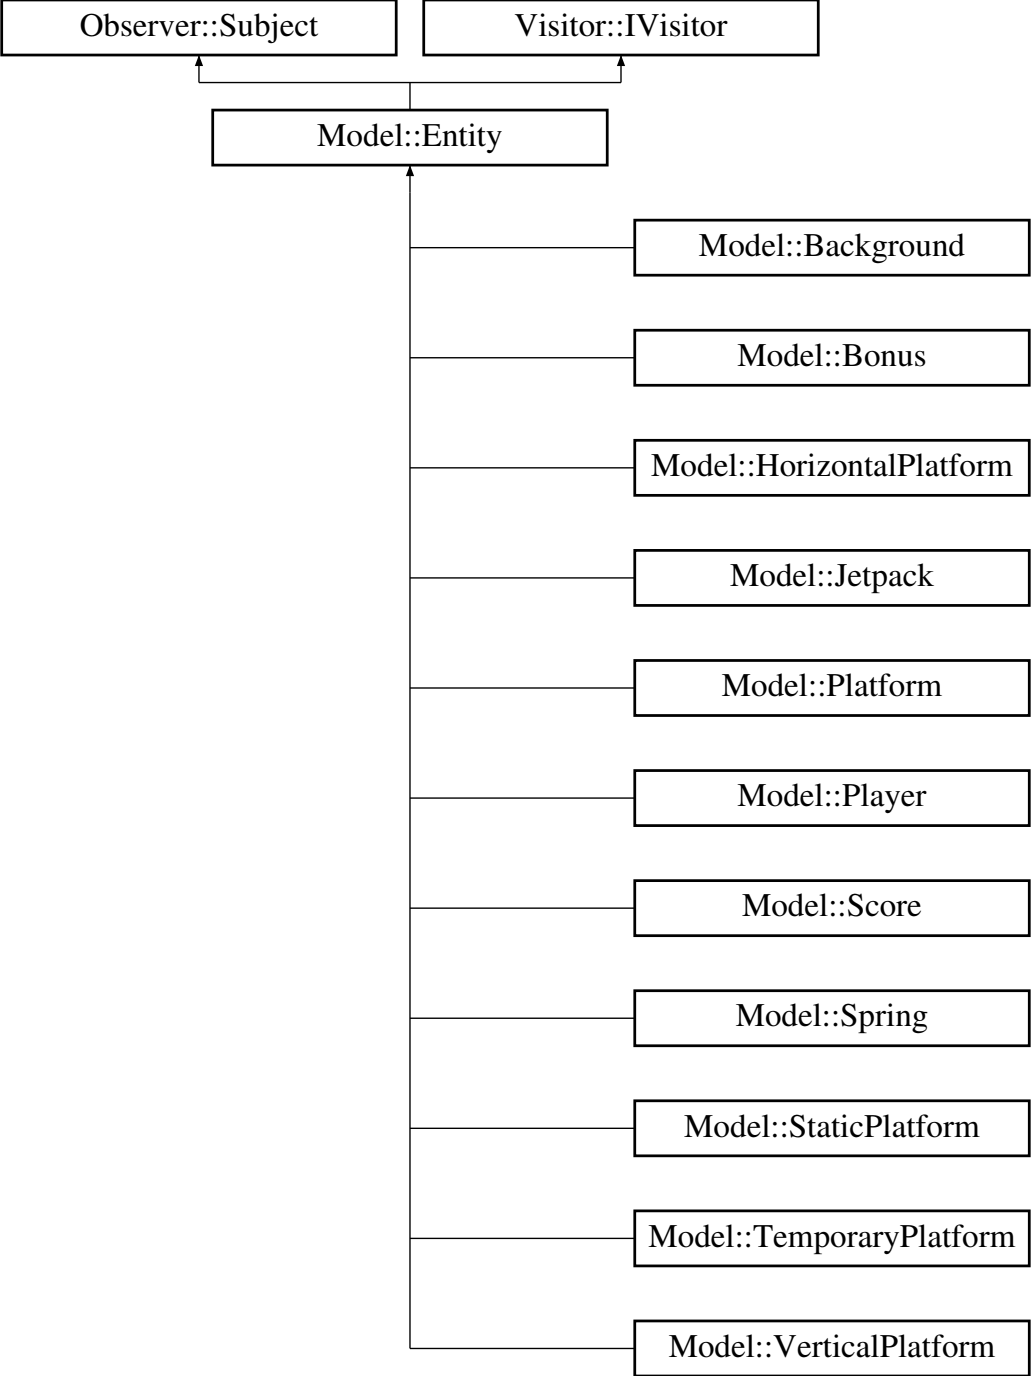 Observer::Subject
Visitor::IVisitor
Model::Entity
Model::Background
Model::Bonus
Model::HorizontalPlatform
Model::Jetpack
Model::Platform
Model::Player
Model::Score
Model::Spring
Model::StaticPlatform
Model::TemporaryPlatform
Model::VerticalPlatform